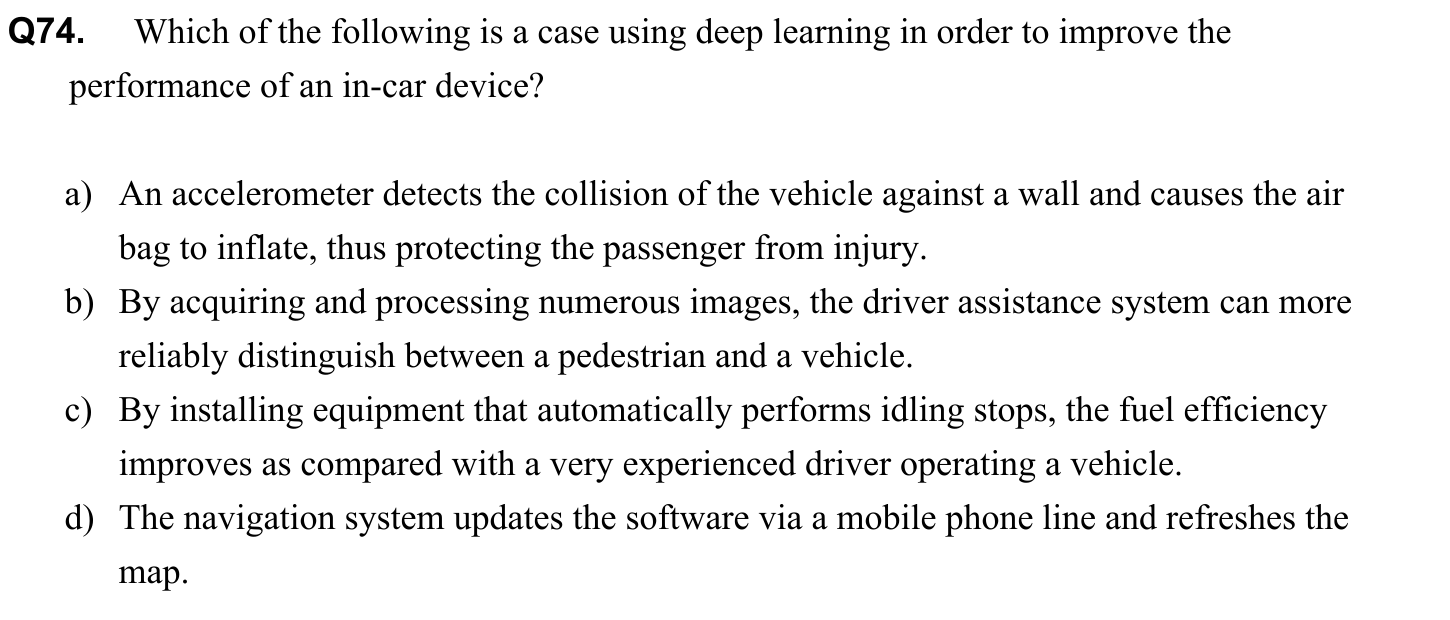 Q74. Which of the following is a case using deep learning in order to improve the
performance of an in-car device?
a) An accelerometer detects the collision of the vehicle against a wall and causes the air
bag to inflate, thus protecting the passenger from injury.
b) By acquiring and processing numerous images, the driver assistance system can more
reliably distinguish between a pedestrian and a vehicle.
c) By installing equipment that automatically performs idling stops, the fuel efficiency
improves as compared with a very experienced driver operating a vehicle.
d) The navigation system updates the software via a mobile phone line and refreshes the
map.